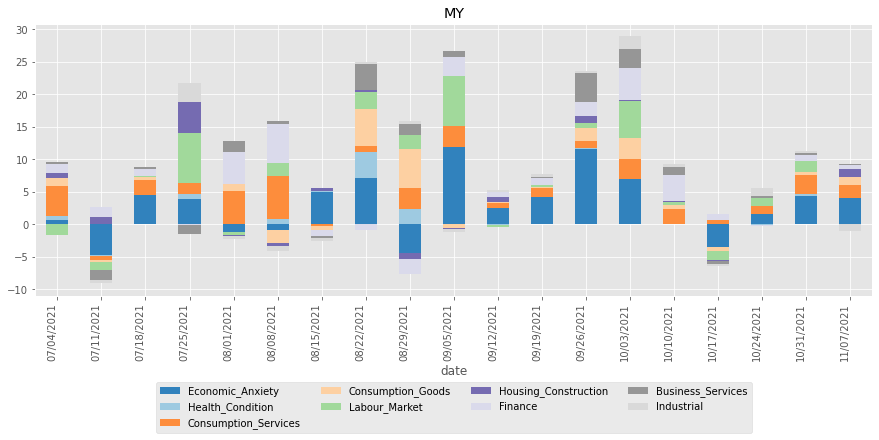 MY
30
25
20
15
10
5
0
−5
−10
07/04/2021
07/11/2021
07/18/2021
07/25/2021
08/01/2021
08/08/2021
08/15/2021
08/22/2021
08/29/2021
09/05/2021
09/12/2021
09/19/2021
09/26/2021
10/03/2021
10/10/2021
10/17/2021
10/24/2021
10/31/2021
11/07/2021
date
Economic_Anxiety
Health_Condition
Consumption_Services
Consumption_Goods
Labour_Market
Housing_Construction
Finance
Business_Services
Industrial